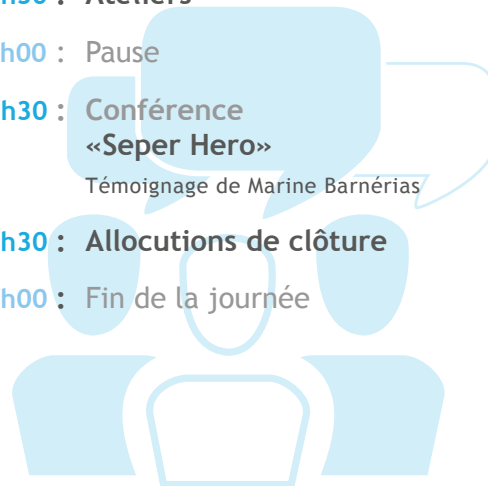 h30 : Ateliers
h00 : Pause
h30 : Conférence
«Seper Hero»
Témoignage de Marine Barnérias
h30 : Allocutions de clôture
h00 : Fin de la journée